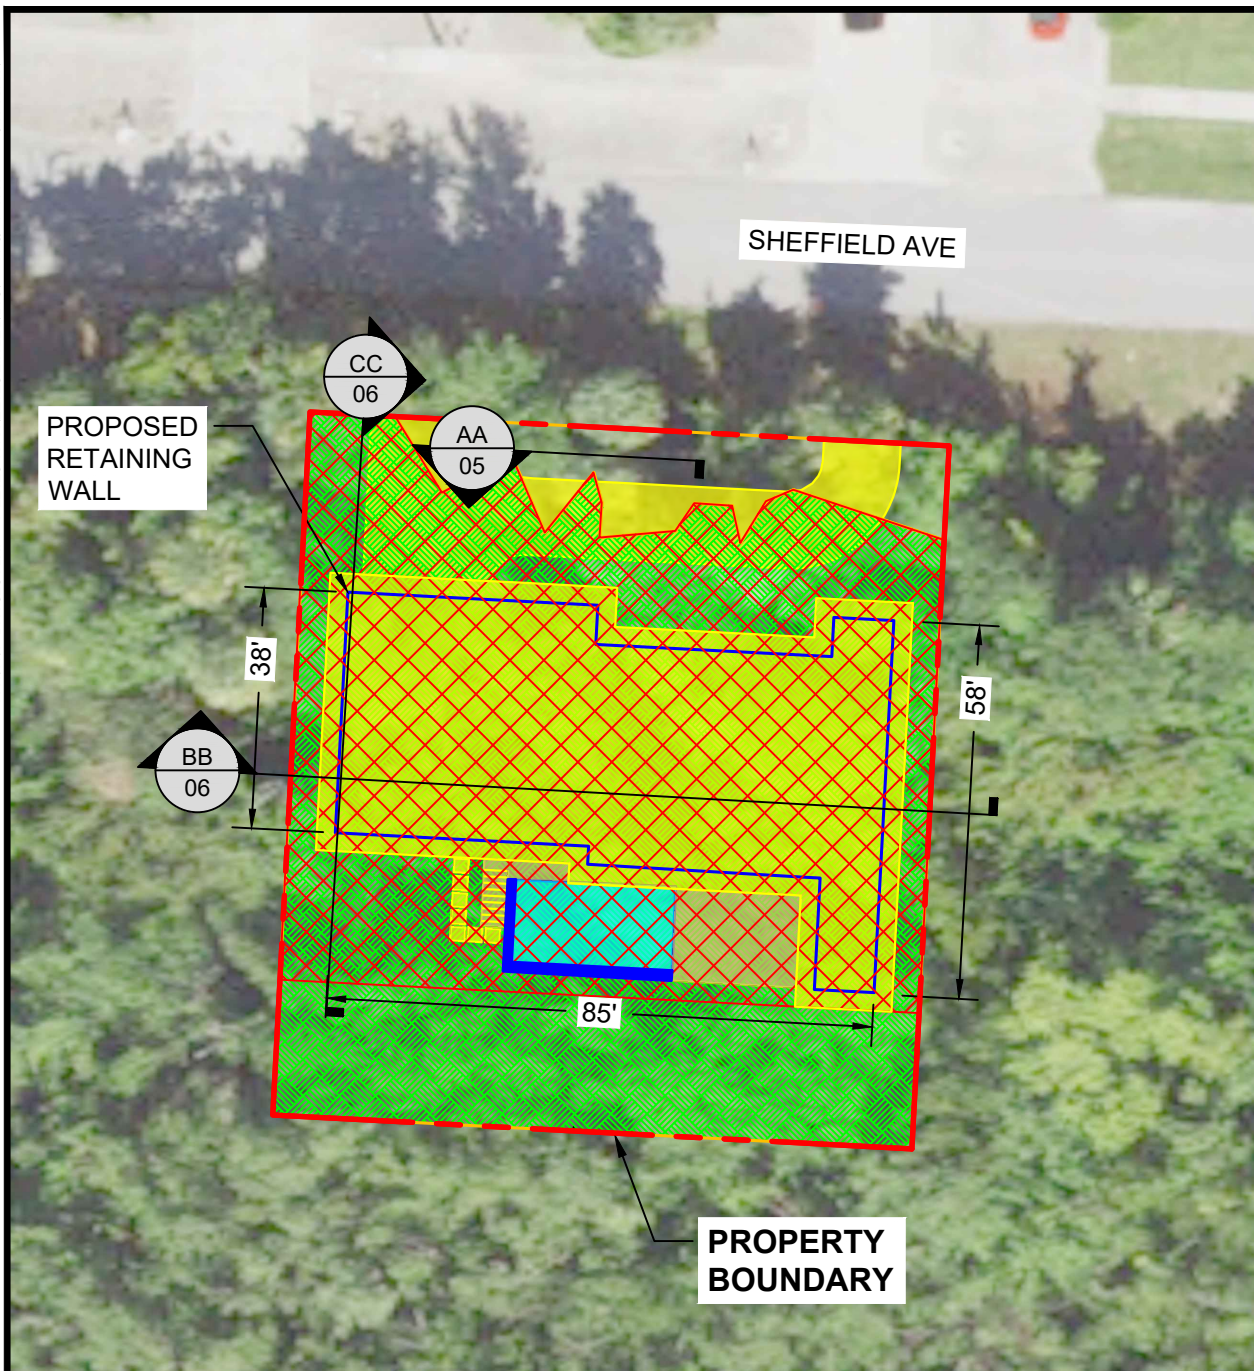 SHEFFIELD AVE
CC
06
PROPOSED
RETAINING
WALL
AA
05
38'
58'
BB
06
85'
PROPERTY
BOUNDARY